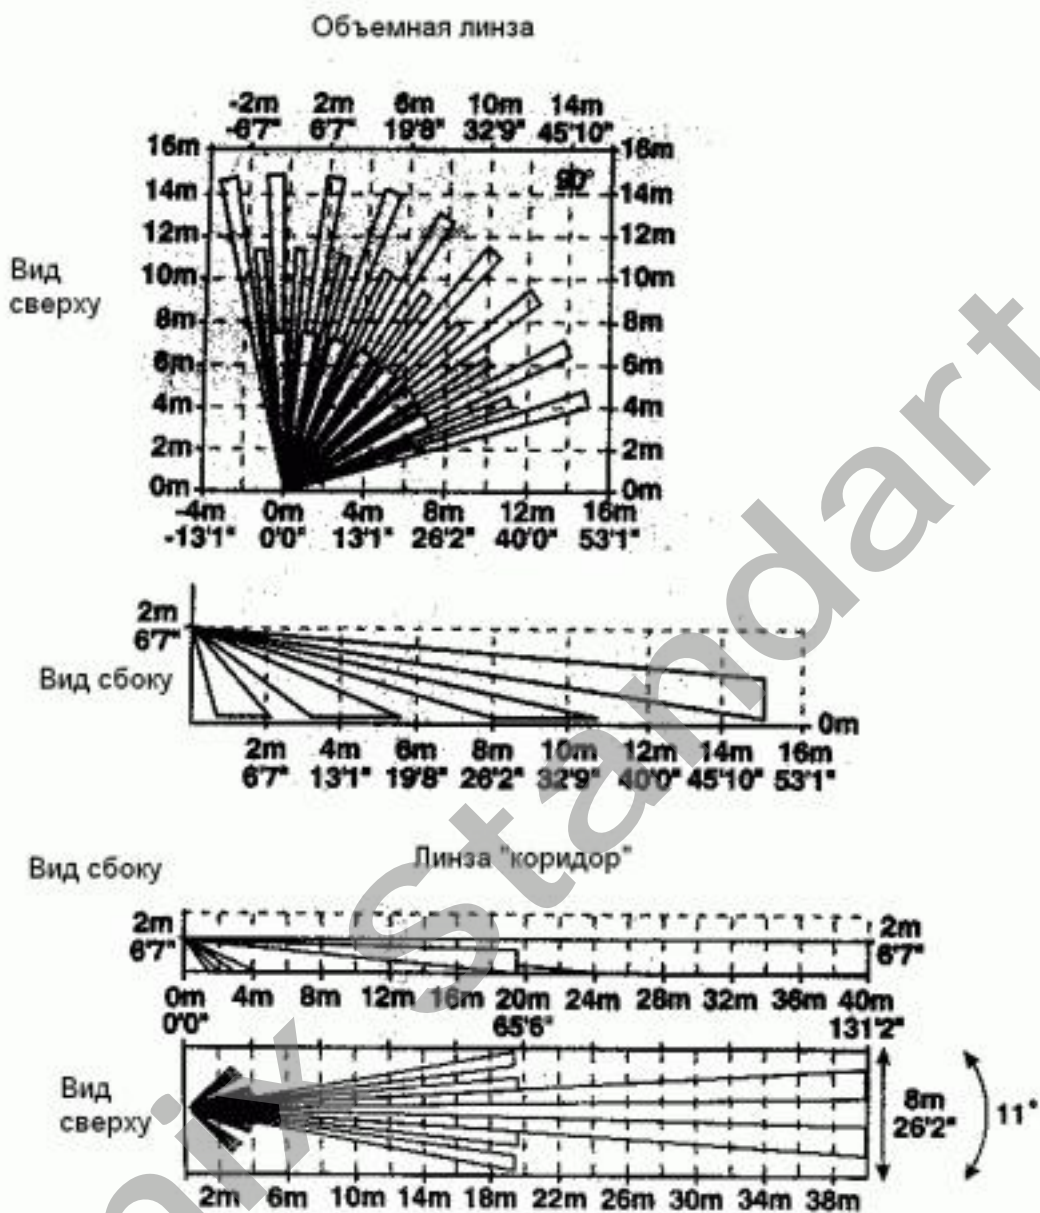 Объемная линза
-2m 2m 6m 10m 14m
-6'7" 6'7" 19'8" 32'9" 45'10"
16m 16m
90°
14m 14m
12m 12m
Вид
сверху
10m 10m
8m 8m
6m 6m
4m 4m
2m 2m
0m 0m
-4m 0m 4m 8m 12m 16m
-13'1" 0'0" 13'1" 26'2" 40'0" 53'1"
2m
6'7"
Вид сбоку
0m
2m 4m 6m 8m 10m 12m 14m 16m
6'7" 13'1" 19'8" 26'2" 32'9" 40'0" 45'10" 53'1"
Линза "коридор"
Вид сбоку
2m 2m
6'7" 6'7"
0m 4m 8m 12m 16m 20m 24m 28m 32m 36m 40m
0'0" 65'6" 131'2"
Вид
сверху
8m
26'2"
11°
2m 6m 10m 14m 18m 22m 26m 30m 34m 38m
nix Standart